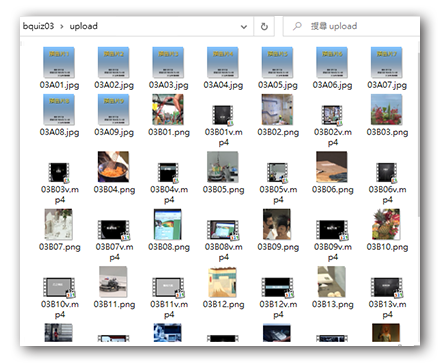 bquiz03 › upload
搜尋 upload
03A01.jpg 03A02.jpg 03A03.jpg 03A04.jpg 03A05.jpg 03A06.jpg 03A07.jpg
03A08.jpg 03A09.jpg 03B01.png 03B01v.mp4 03B02.png 03B02v.mp4 03B03.png
03B03v.mp4 03B04.png 03B04v.mp4 03B05.png 03B05v.mp4 03B06.png 03B06v.mp4
03B07.png 03B07v.mp4 03B08.png 03B08v.mp4 03B09.png 03B09v.mp4 03B10.png
03B10v.mp4 03B11.png 03B11v.mp4 03B12.png 03B12v.mp4 03B13.png 03B13v.mp4